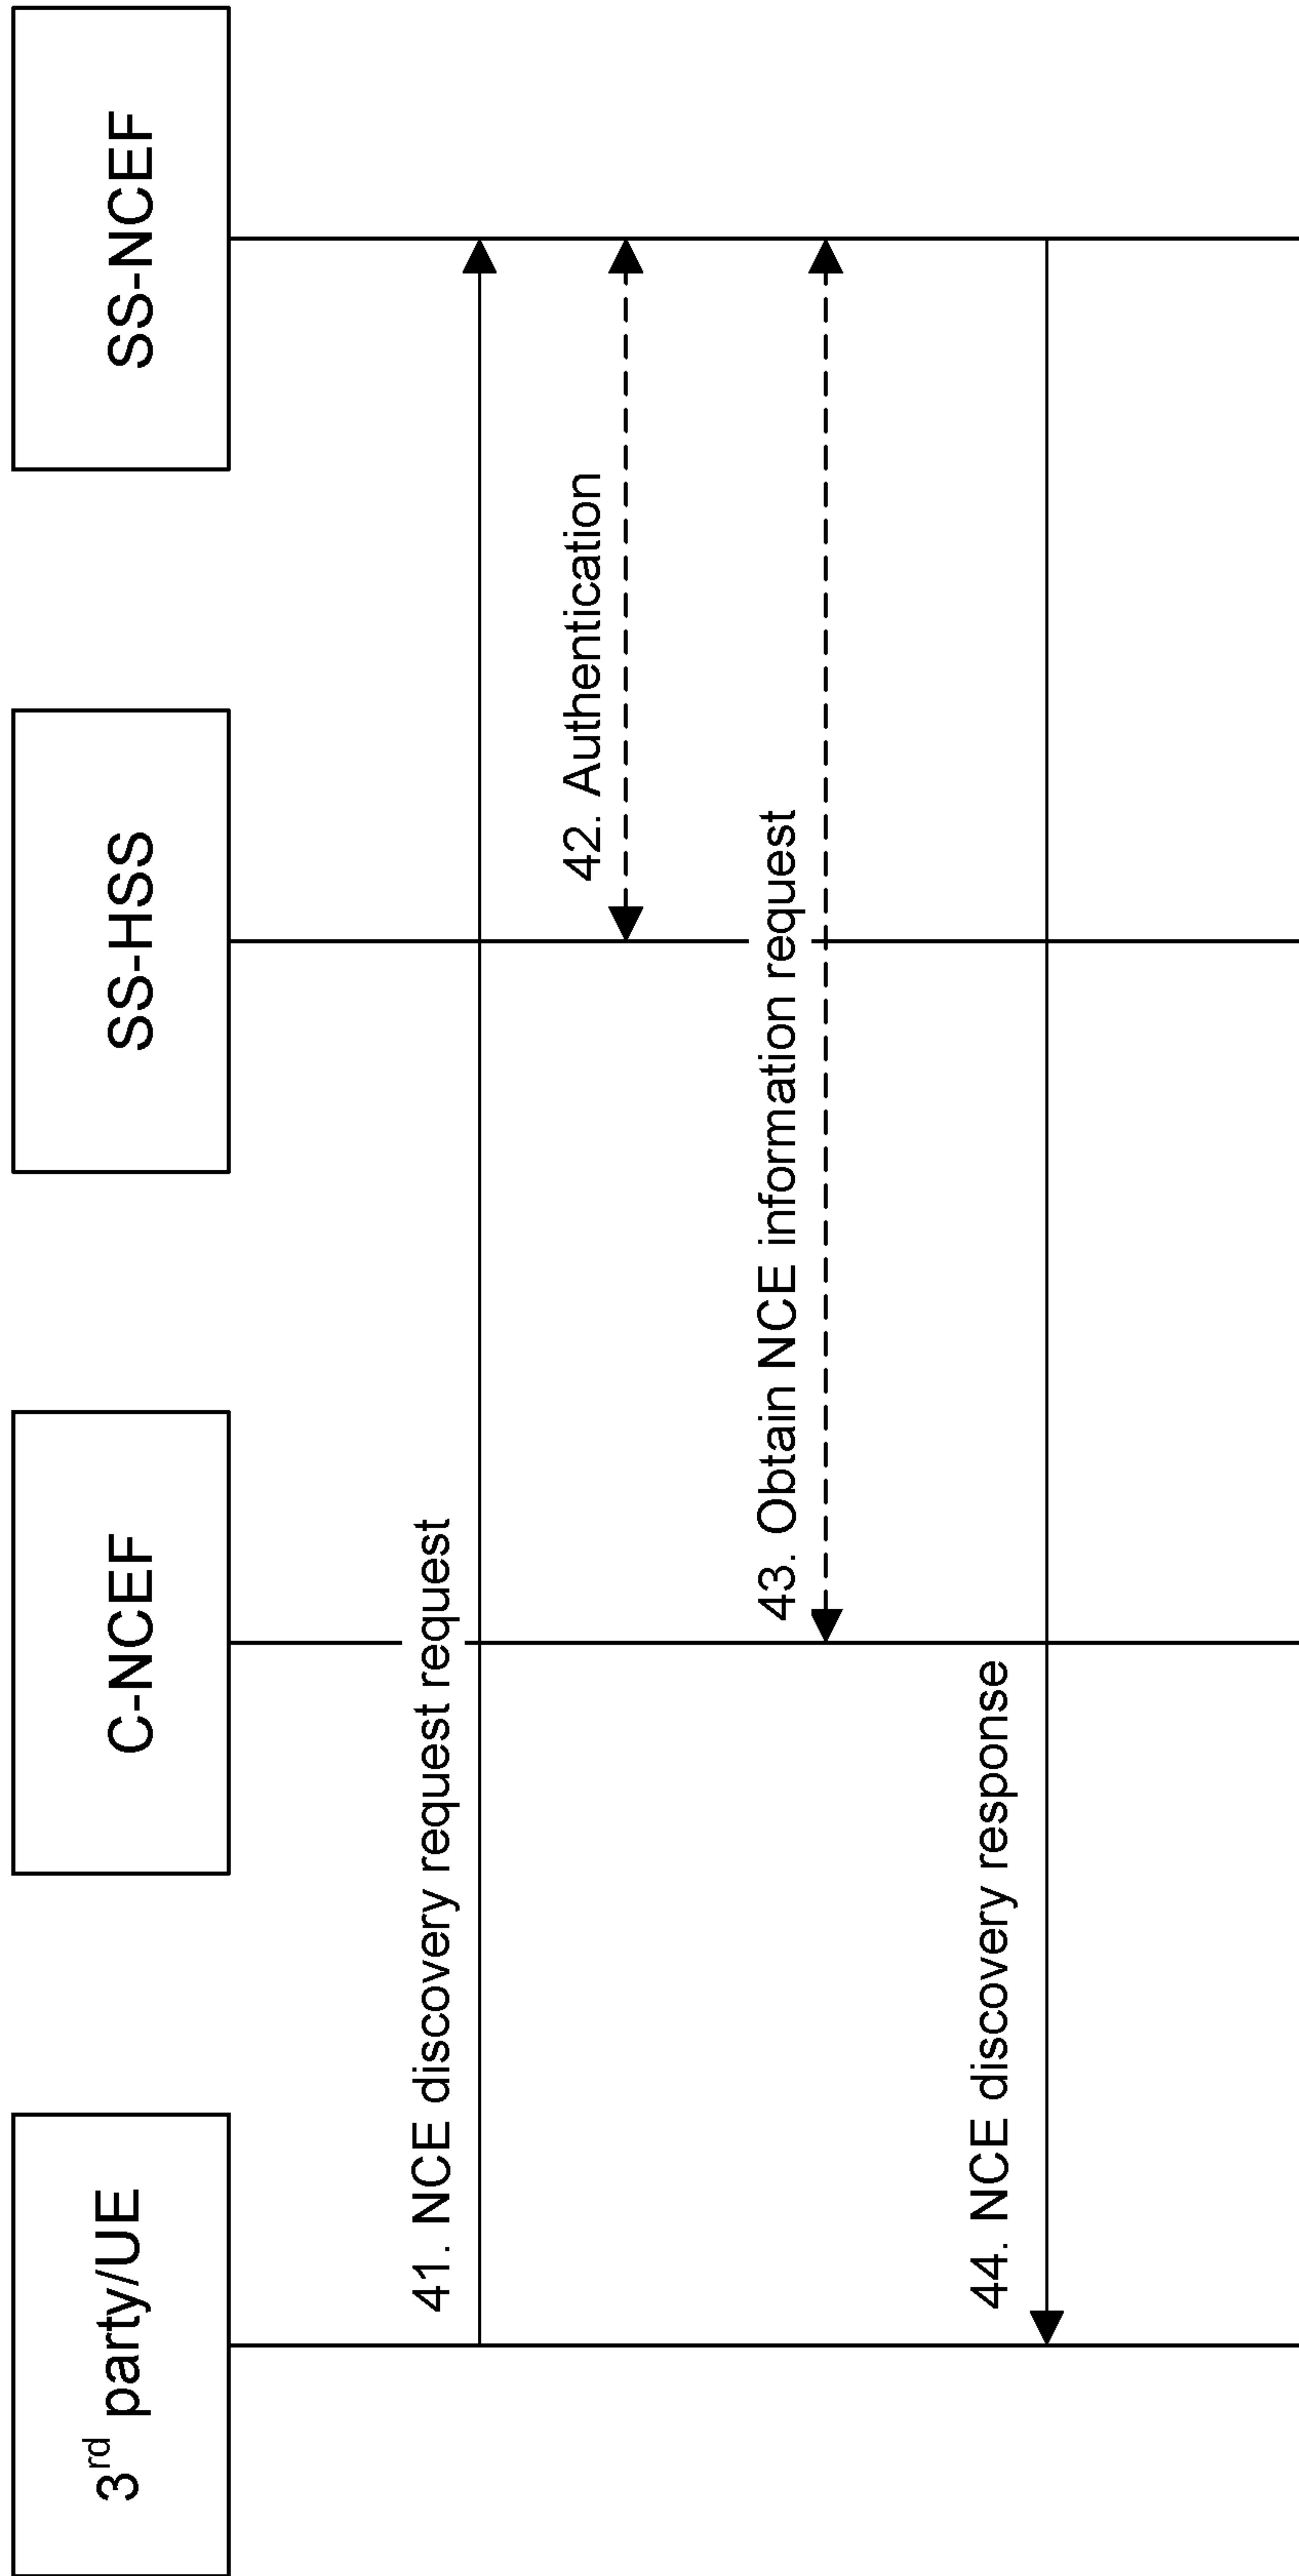 3rd party/UE
C-NCEF
SS-HSS
SS-NCEF
41. NCE discovery request request
42. Authentication
43. Obtain NCE information request
44. NCE discovery response